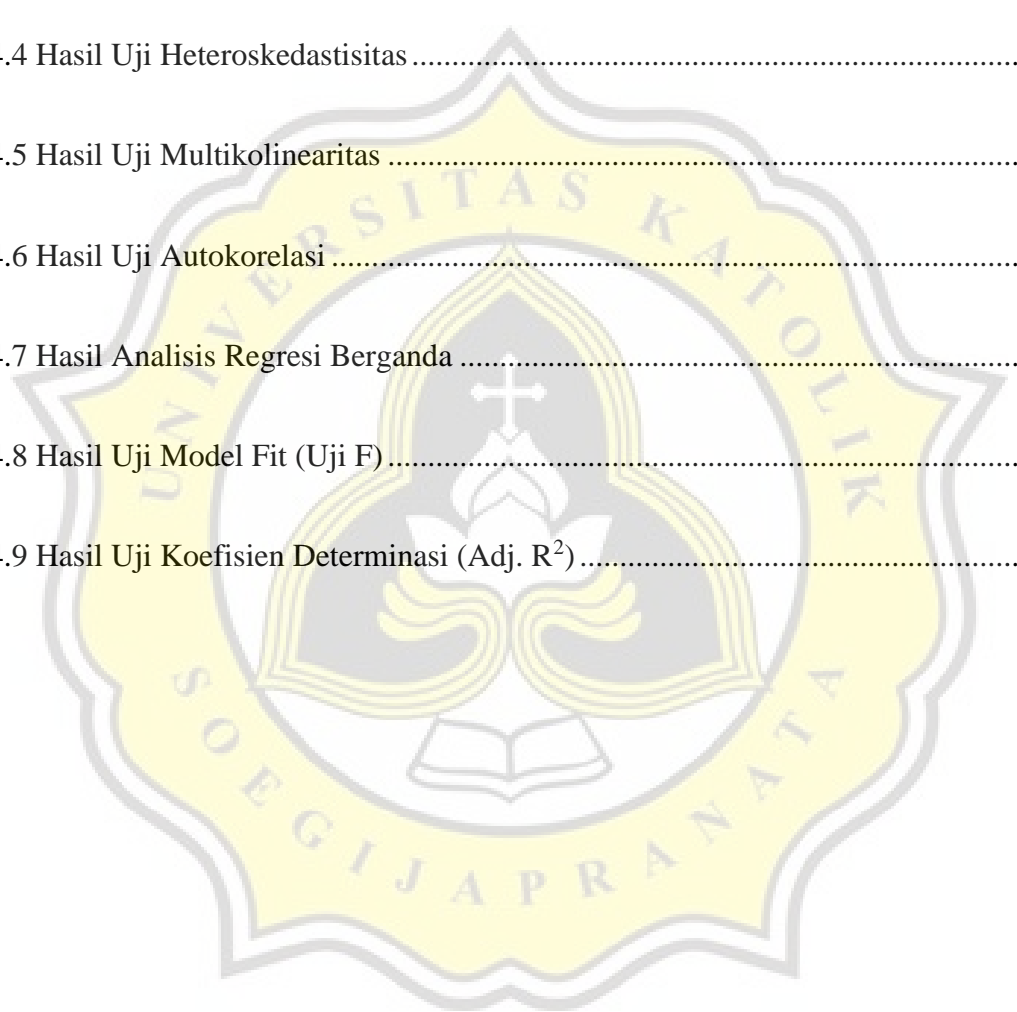 .4 Hasil Uji Heteroskedastisitas ..........................................................................
.5 Hasil Uji Multikolinearitas .............................................................................
.6 Hasil Uji Autokorelasi .....................................................................................
.7 Hasil Analisis Regresi Berganda .....................................................................
.8 Hasil Uji Model Fit (Uji F) ..............................................................................
.9 Hasil Uji Koefisien Determinasi (Adj. R²) ......................................................
UNIVERSITAS KATOLIK
SOEGIJAPRANATA